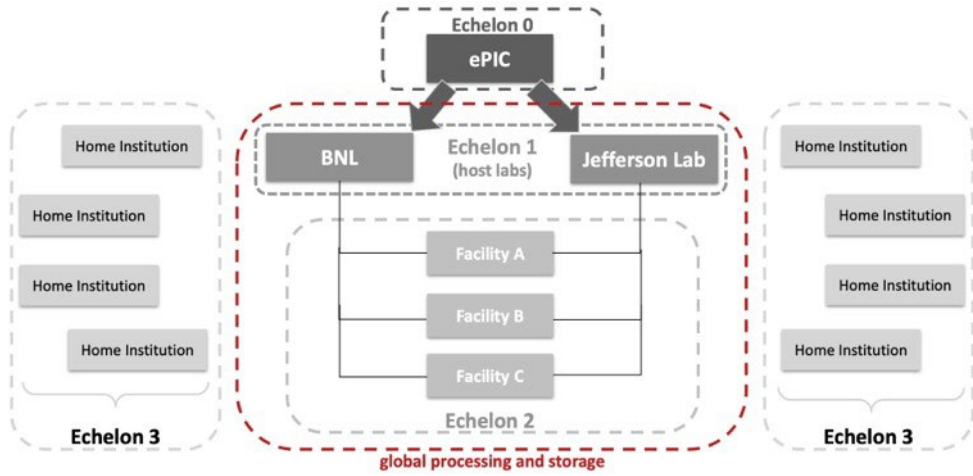 Echelon 0
ePIC
BNL
Echelon 1
(host labs)
Jefferson Lab
Home Institution
Home Institution
Home Institution
Home Institution
Echelon 3
Facility A
Facility B
Facility C
Echelon 2
global processing and storage
Home Institution
Home Institution
Home Institution
Home Institution
Echelon 3